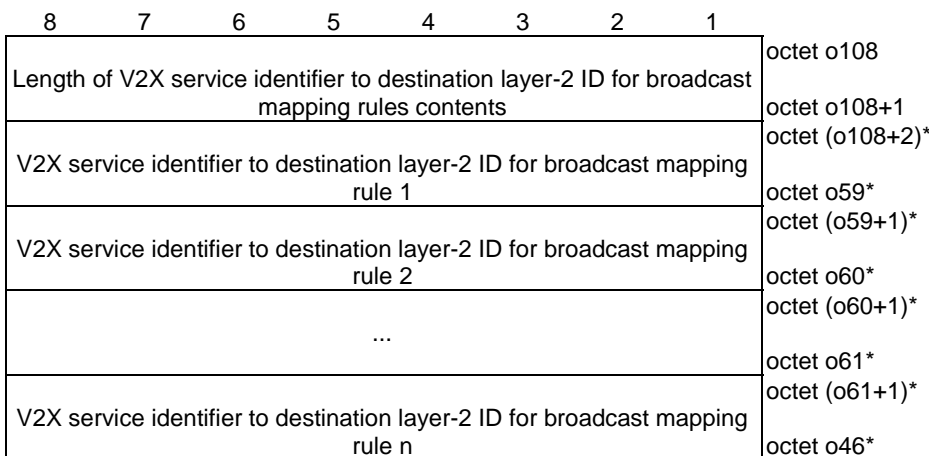 8 7 6 5 4 3 2 1
octet o108
Length of V2X service identifier to destination layer-2 ID for broadcast
mapping rules contents
octet o108+1
octet (o108+2)*
V2X service identifier to destination layer-2 ID for broadcast mapping
rule 1
octet o59*
octet (o59+1)*
V2X service identifier to destination layer-2 ID for broadcast mapping
rule 2
octet o60*
octet (o60+1)*
...
octet o61*
octet (o61+1)*
V2X service identifier to destination layer-2 ID for broadcast mapping
rule n
octet o46*